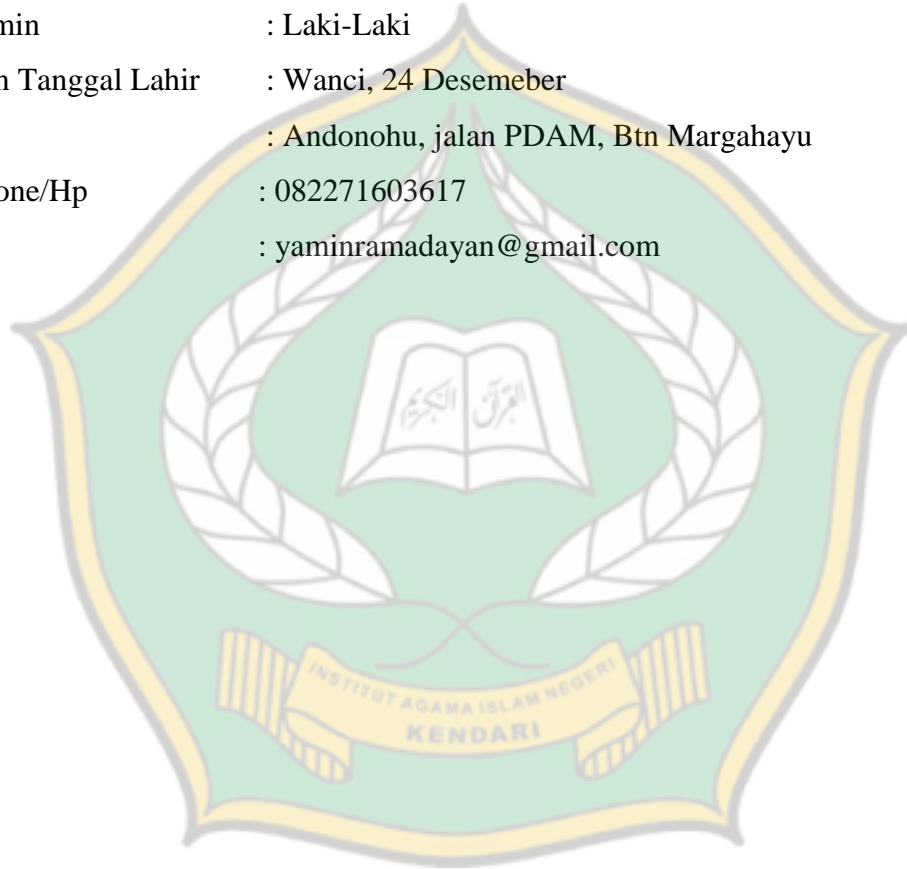 min : Laki-Laki
n Tanggal Lahir : Wanci, 24 Desemeber
: Andonohu, jalan PDAM, Btn Margahayu
one/Hp : 082271603617
: yaminramadayan@gmail.com
القرآن الكريم
INSTITUT AGAMA ISLAM NEGERI
KENDARI